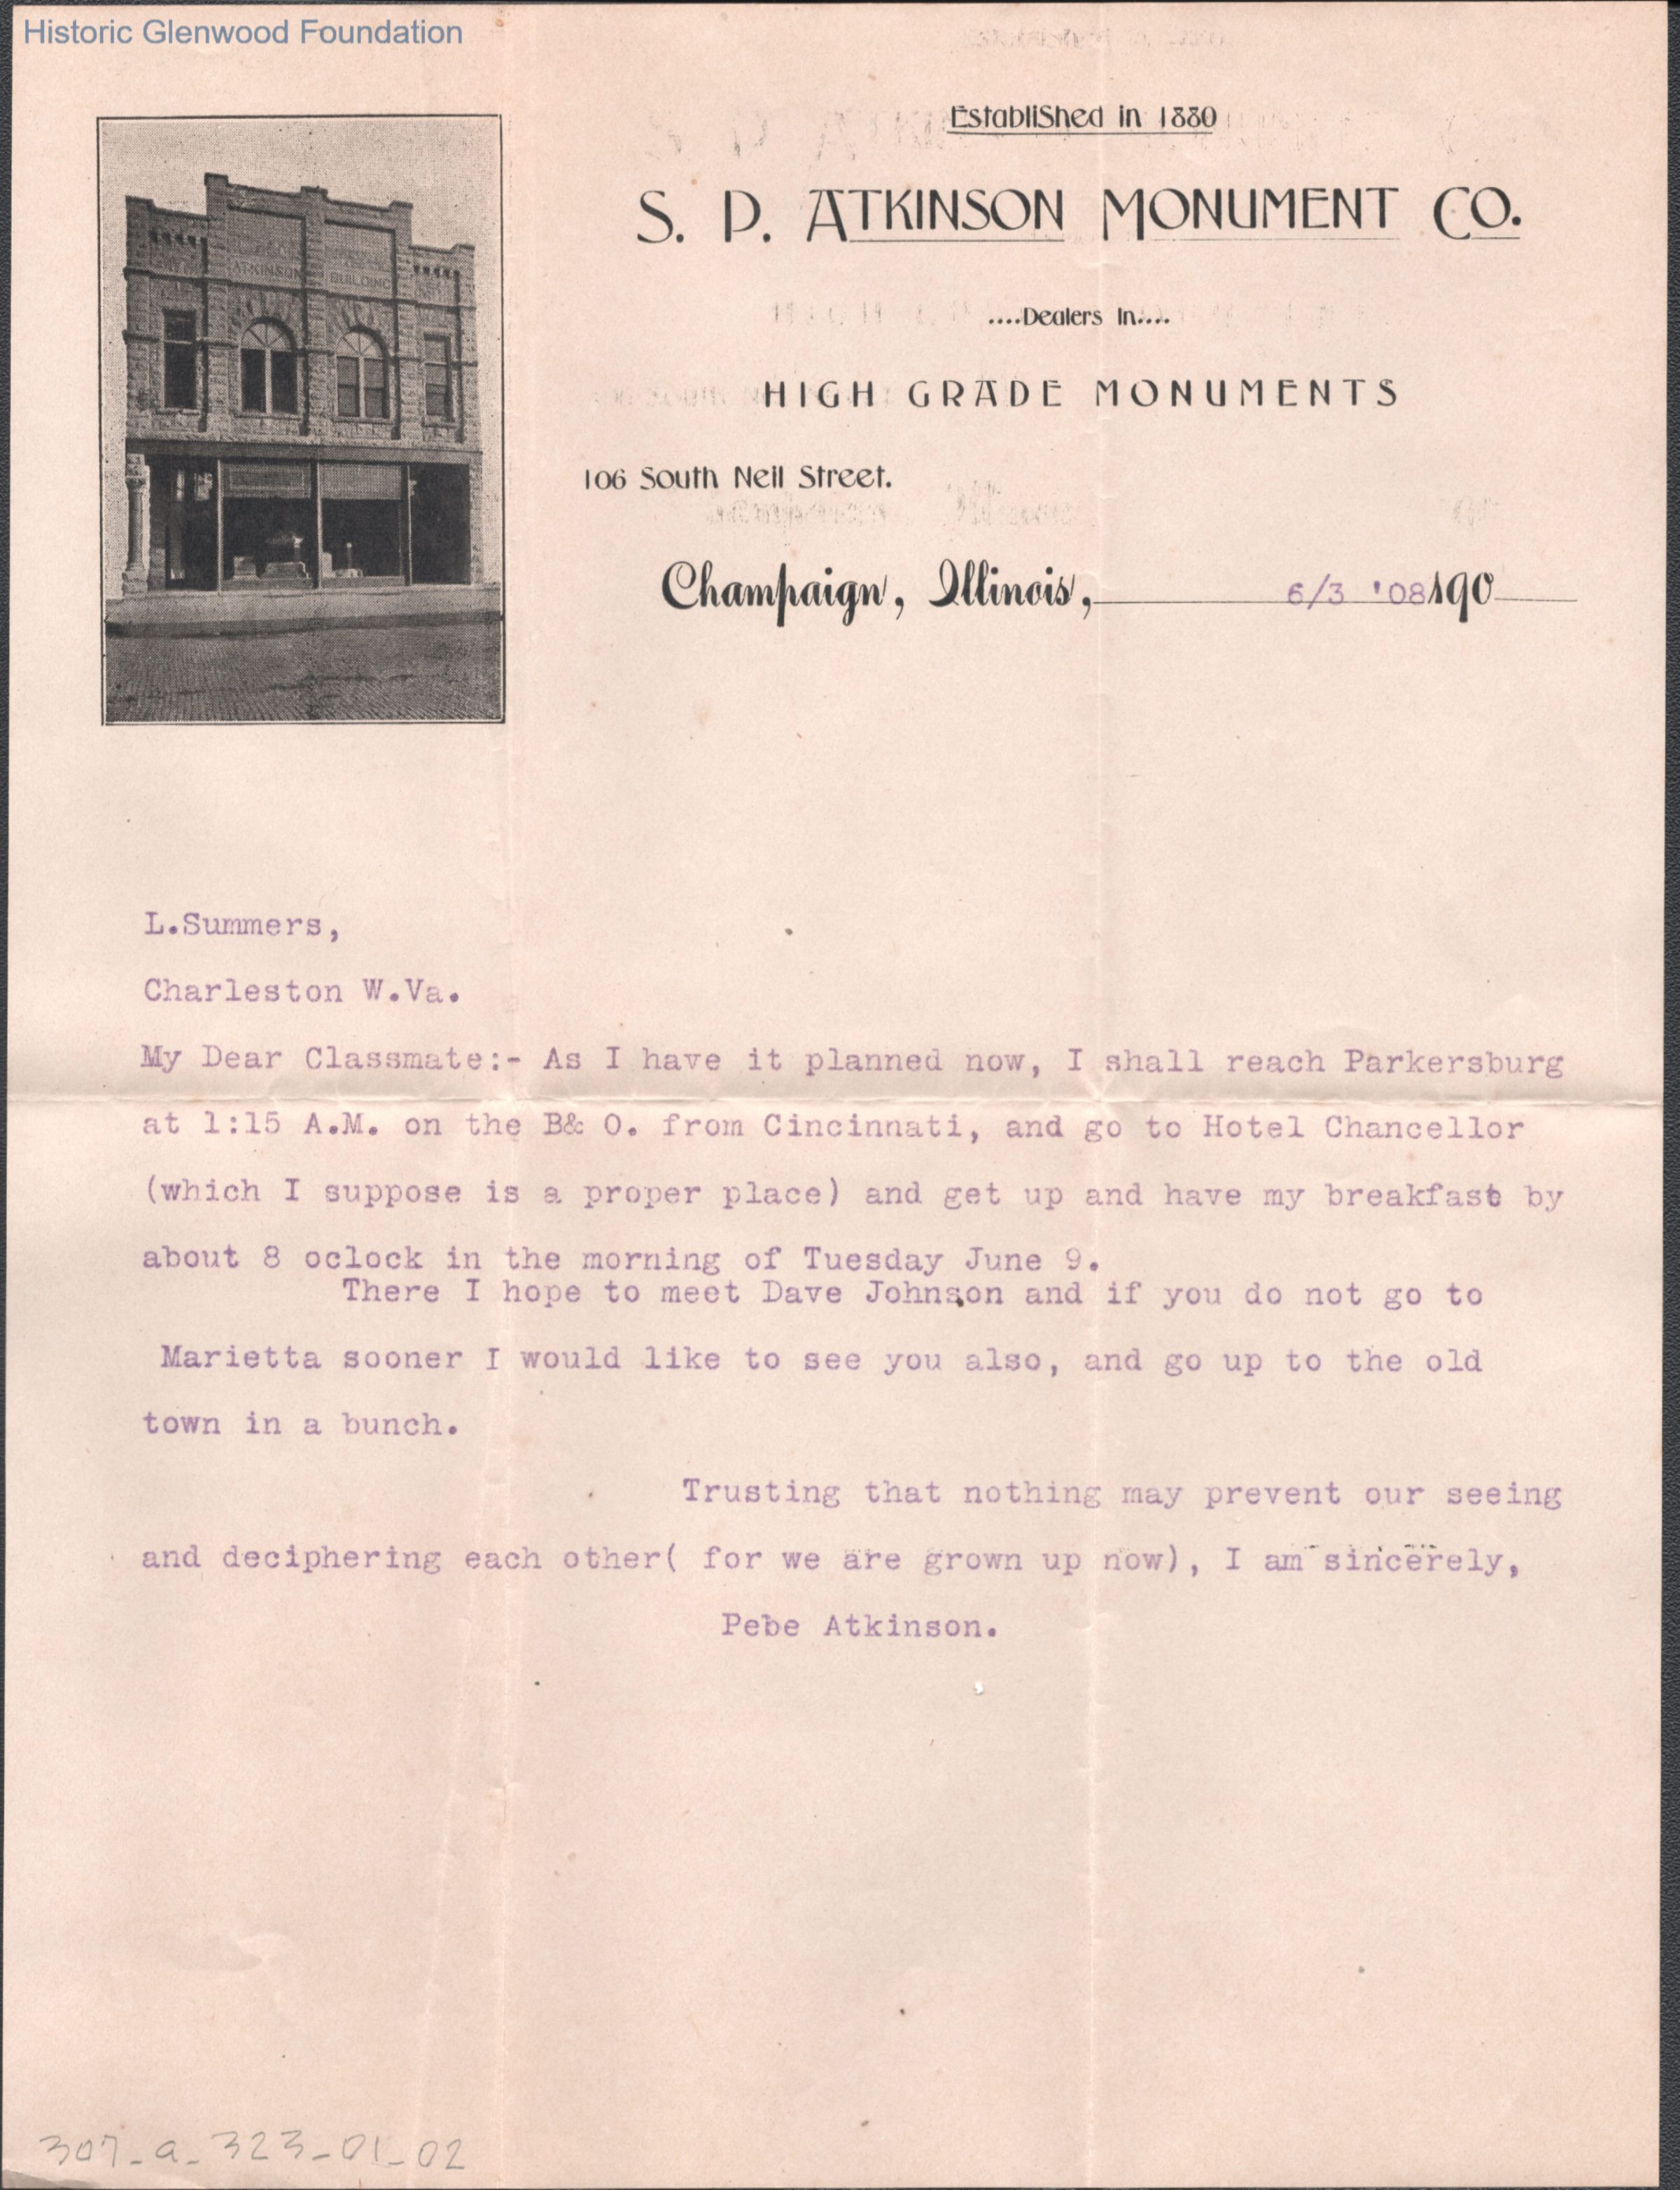 Historic Glenwood Foundation
EstabliShed in 1880
S. P. ATKINSON MONUMENT CO.
....Dealers In....
HIGH GRADE MONUMENTS
106 South Neil Street.
Champaign, Illinois, 6/3 '08 190
ATKINSON BUILDING
L.Summers,
Charleston W.Va.
My Dear Classmate:- As I have it planned now, I shall reach Parkersburg
at 1:15 A.M. on the B& O. from Cincinnati, and go to Hotel Chancellor
(which I suppose is a proper place) and get up and have my breakfast by
about 8 oclock in the morning of Tuesday June 9.
There I hope to meet Dave Johnson and if you do not go to
Marietta sooner I would like to see you also, and go up to the old
town in a bunch.
Trusting that nothing may prevent our seeing
and deciphering each other( for we are grown up now), I am sincerely,
Pebe Atkinson.
307_a_323_01_02